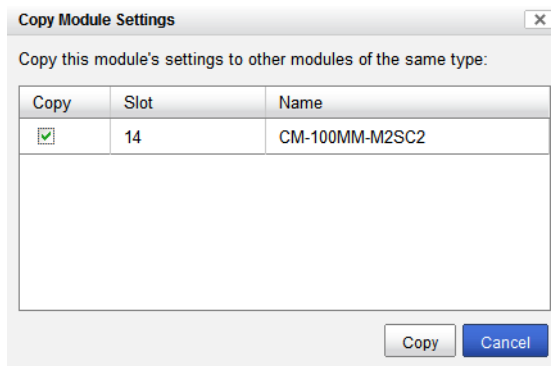 Copy Module Settings
Copy this module's settings to other modules of the same type:
Copy Slot Name
14 CM-100MM-M2SC2
Copy Cancel